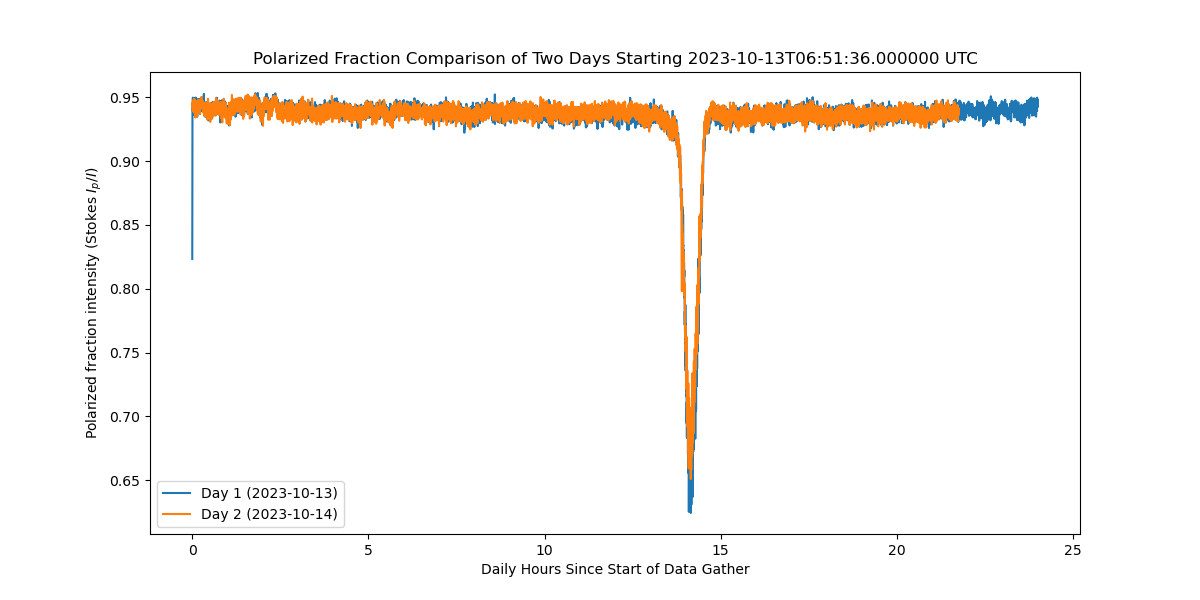 Polarized Fraction Comparison of Two Days Starting 2023-10-13T06:51:36.000000 UTC
Polarized fraction intensity (Stokes I_p/I)
0.95
0.90
0.85
0.80
0.75
0.70
0.65
Day 1 (2023-10-13)
Day 2 (2023-10-14)
0 5 10 15 20 25
Daily Hours Since Start of Data Gather